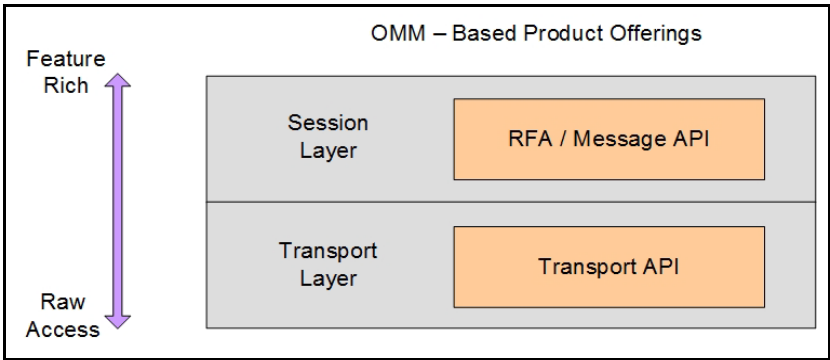 OMM – Based Product Offerings
Feature
Rich
Session
Layer
RFA / Message API
Transport
Layer
Transport API
Raw
Access